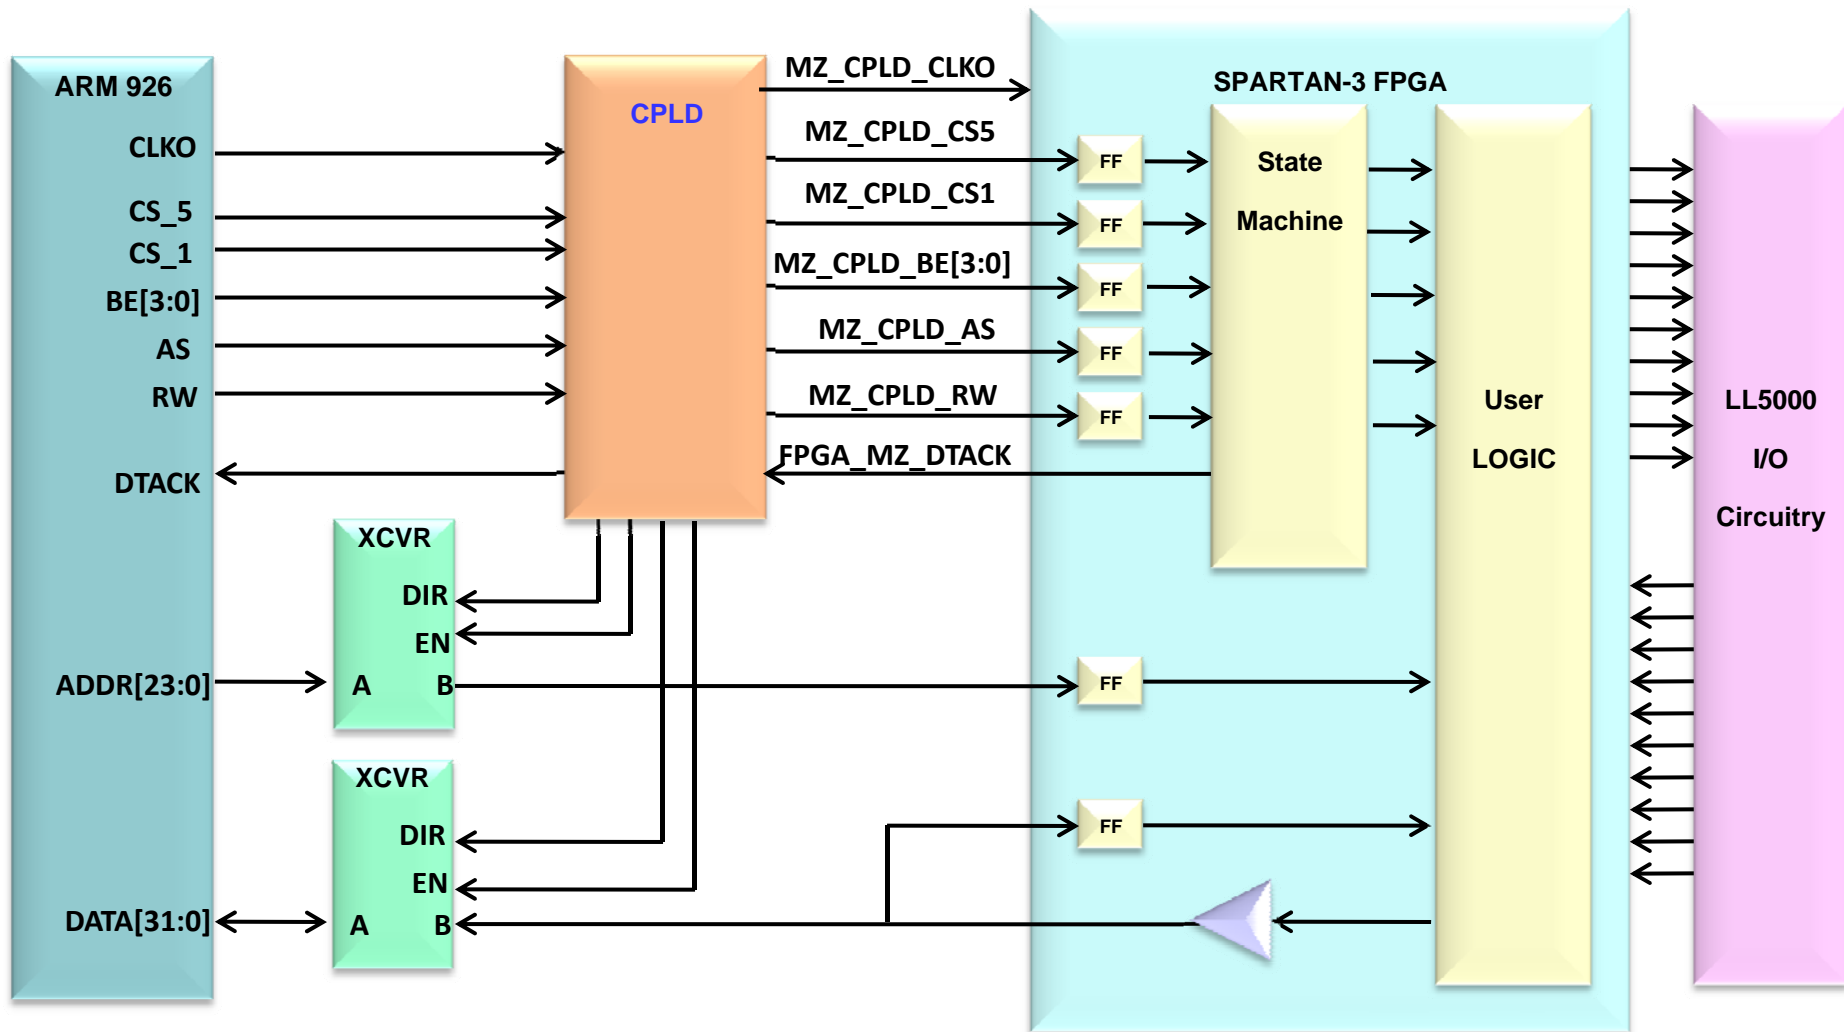 ARM 926
CLKO
CS_5
CS_1
BE[3:0]
AS
RW
DTACK
ADDR[23:0]
DATA[31:0]
CPLD
XCVR
DIR
EN
A B
XCVR
DIR
EN
A B
MZ_CPLD_CLKO
MZ_CPLD_CS5
MZ_CPLD_CS1
MZ_CPLD_BE[3:0]
MZ_CPLD_AS
MZ_CPLD_RW
FPGA_MZ_DTACK
SPARTAN-3 FPGA
FF
FF
FF
FF
FF
FF
FF
State
Machine
User
LOGIC
LL5000
I/O
Circuitry